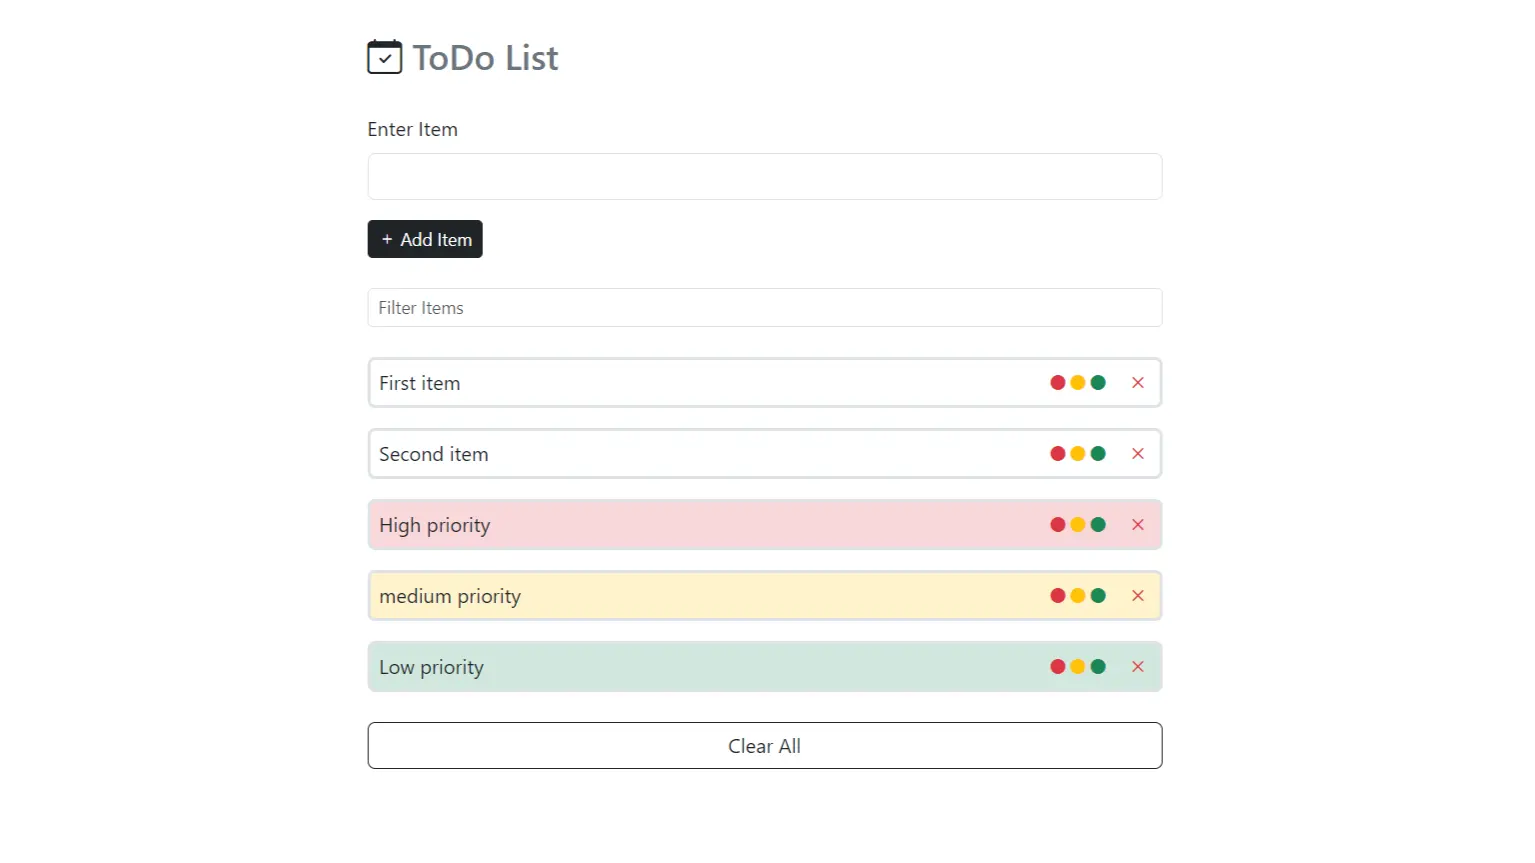 ToDo List
Enter Item
+ Add Item
Filter Items
First item
Second item
High priority
medium priority
Low priority
Clear All